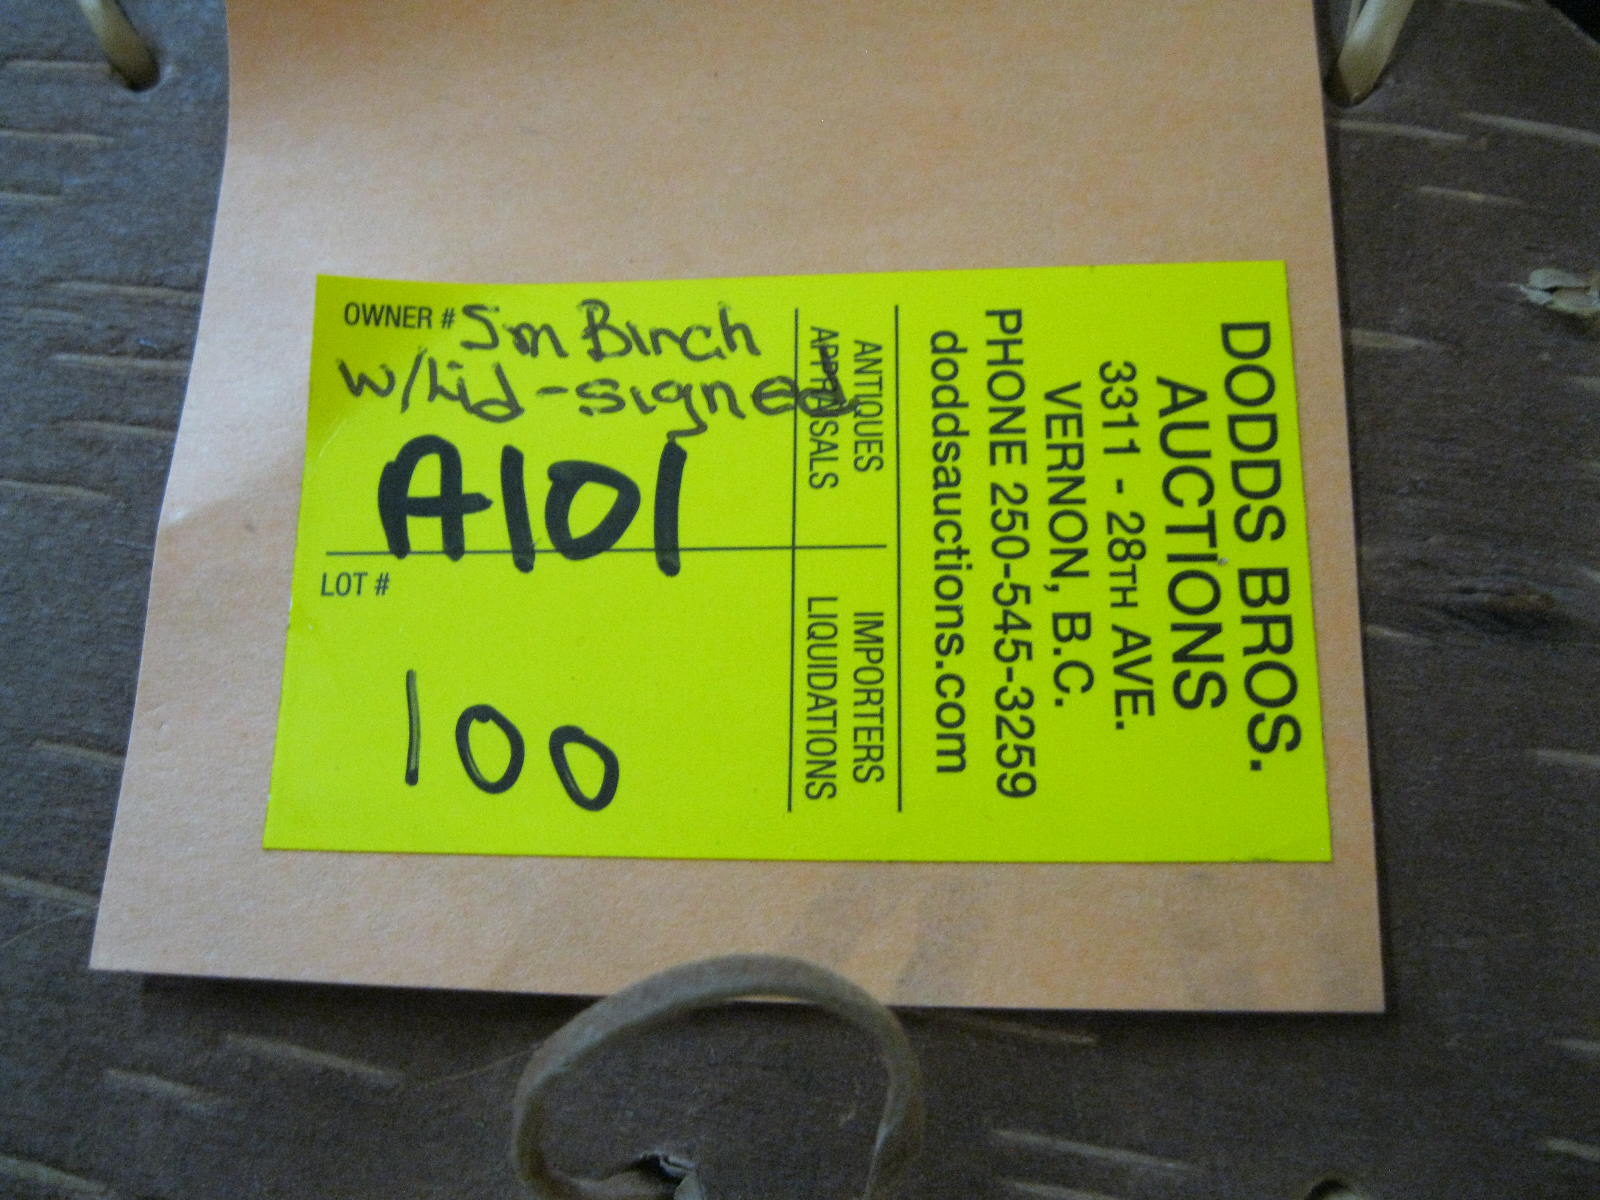 DODDS BROS.
AUCTIONS
3311 - 28TH AVE.
VERNON, B.C.
PHONE 250-545-3259
doddsauctions.com
ANTIQUES IMPORTERS
APPRAISALS LIQUIDATIONS
OWNER # Sm Birch
w/Lid - signed
A101
LOT #
100